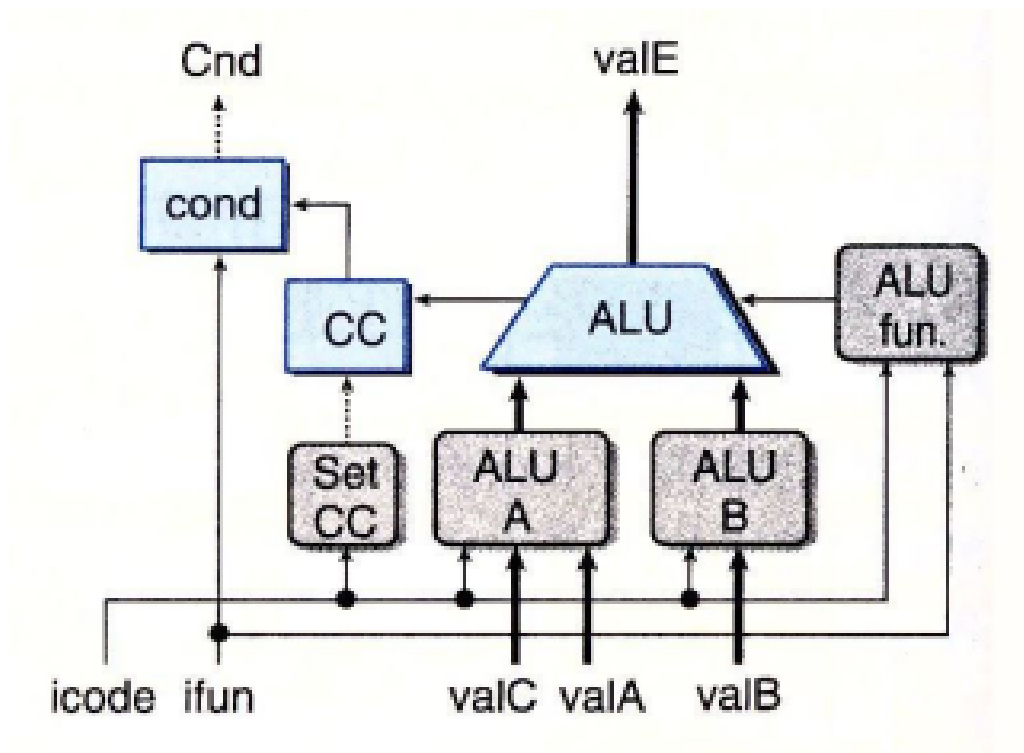 Cnd
valE
cond
ALU
fun.
CC
ALU
Set
CC
ALU
A
ALU
B
icode
ifun
valC
valA
valB